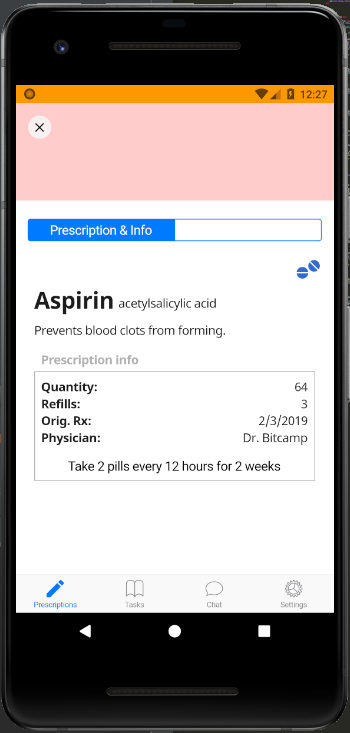 12:27
Prescription & Info
Aspirin acetylsalicylic acid
Prevents blood clots from forming.
Prescription info
Quantity: 64
Refills: 3
Orig. Rx: 2/3/2019
Physician: Dr. Bitcamp
Take 2 pills every 12 hours for 2 weeks
Prescriptions Tasks Chat Settings